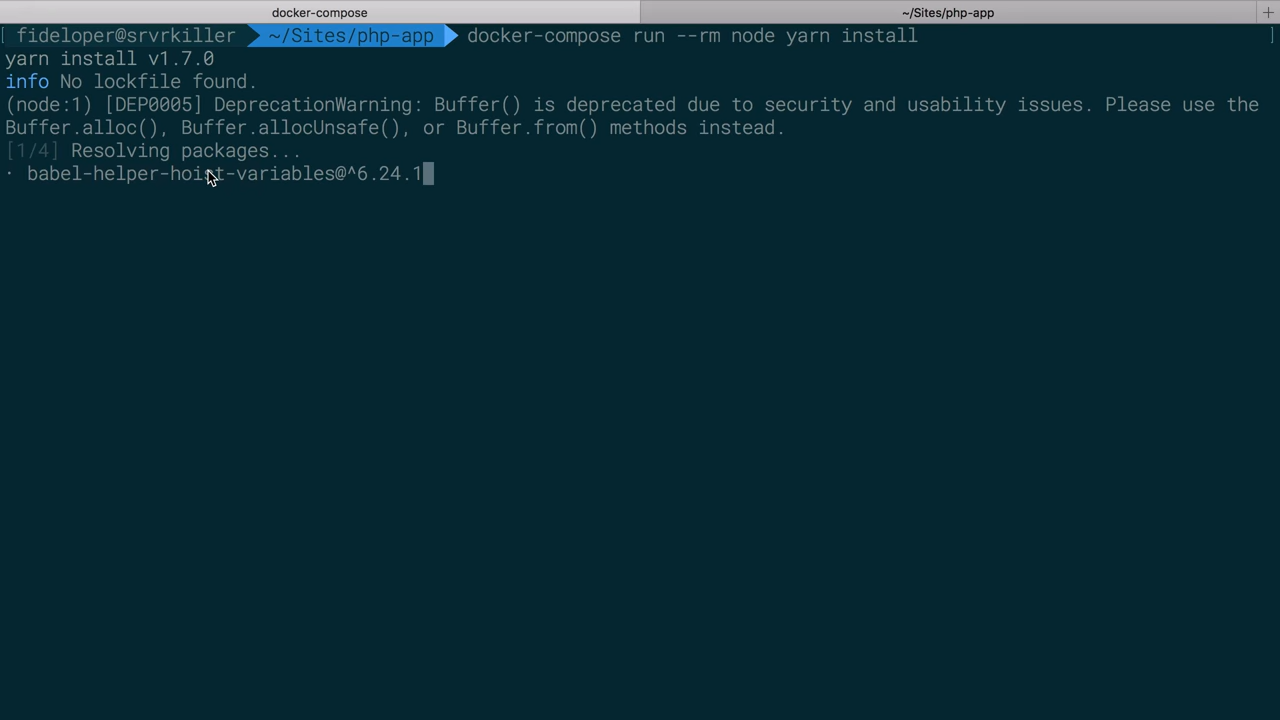 docker-compose
~/Sites/php-app
+
[ fideloper@srvrkiller ~/Sites/php-app docker-compose run --rm node yarn install ]
yarn install v1.7.0
info No lockfile found.
(node:1) [DEP0005] DeprecationWarning: Buffer() is deprecated due to security and usability issues. Please use the
Buffer.alloc(), Buffer.allocUnsafe(), or Buffer.from() methods instead.
[1/4] Resolving packages...
· babel-helper-hoist-variables@^6.24.1